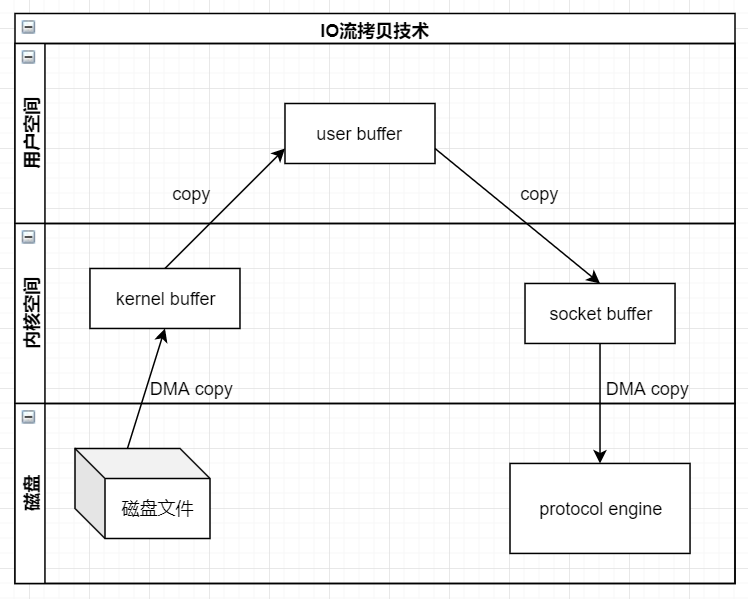 IO流拷贝技术
用户空间
user buffer
copy
copy
内核空间
kernel buffer
socket buffer
DMA copy
DMA copy
磁盘
磁盘文件
protocol engine